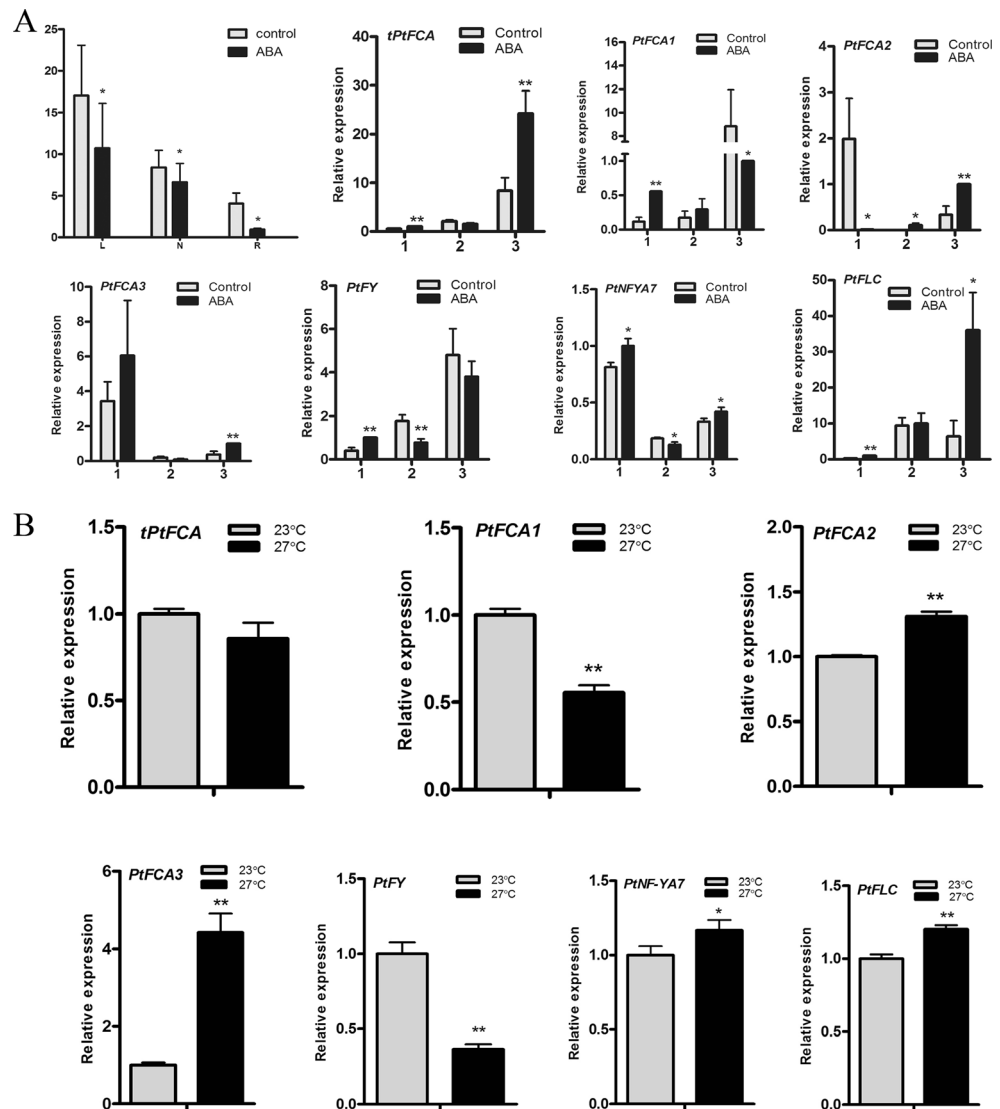 A
control
ABA
25
20
15
10
5
0
L N R
tPtFCA
Control
ABA
Relative expression
40
30
20
10
0
* ** *
** **
1 2 3
PtFCA1
Control
ABA
Relative expression
16
14
12
10
8
6
4
2
1.0
0.5
0.0
** *
1 2 3
PtFCA2
Control
ABA
Relative expression
4
3
2
1
0
* * **
1 2 3
PtFCA3
Control
ABA
Relative expression
10
8
6
4
2
0
**
1 2 3
PtFY
Control
ABA
Relative expression
8
6
4
2
0
** **
1 2 3
PtNFYA7
Control
ABA
Relative expression
1.5
1.0
0.5
0.0
* * *
1 2 3
PtFLC
Control
ABA
Relative expression
50
40
30
20
10
0
** *
1 2 3
B
tPtFCA
23°C
27°C
Relative expression
1.5
1.0
0.5
0.0
PtFCA1
23°C
27°C
Relative expression
1.5
1.0
0.5
0.0
**
PtFCA2
23°C
27°C
Relative expression
2.0
1.5
1.0
0.5
0.0
**
PtFCA3
23°C
27°C
Relative expression
6
4
2
0
**
PtFY
23°C
27°C
Relative expression
1.5
1.0
0.5
0.0
**
PtNF-YA7
23°C
27°C
Relative expression
1.5
1.0
0.5
0.0
*
PtFLC
23°C
27°C
Relative expression
1.5
1.0
0.5
0.0
**